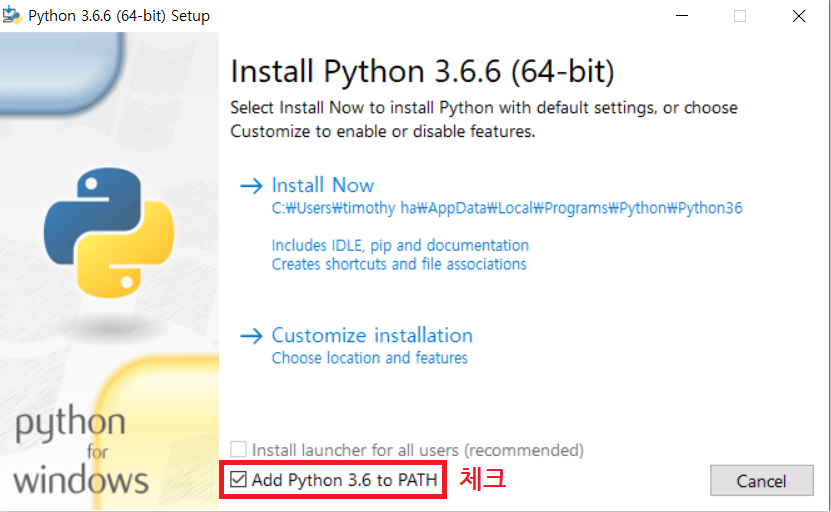 Python 3.6.6 (64-bit) Setup
Install Python 3.6.6 (64-bit)
Select Install Now to install Python with default settings, or choose
Customize to enable or disable features.
Install Now
C:₩Users₩timothy ha₩AppData₩Local₩Programs₩Python₩Python36
Includes IDLE, pip and documentation
Creates shortcuts and file associations
Customize installation
Choose location and features
python
for
windows
Install launcher for all users (recommended)
Add Python 3.6 to PATH 체크
Cancel